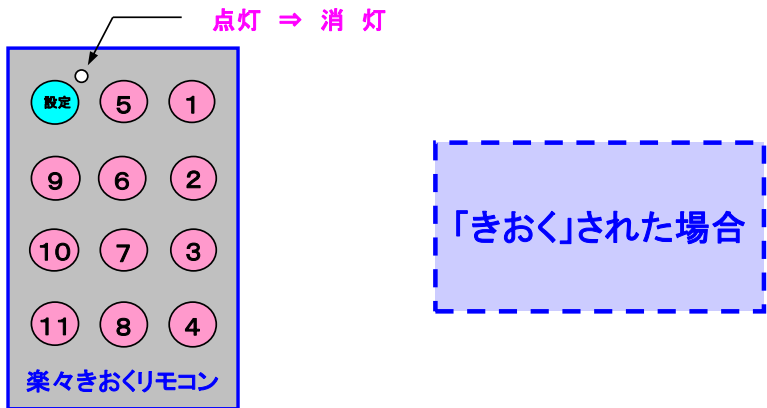 点灯 ⇒ 消 灯
設定 5 1
9 6 2
10 7 3
11 8 4
楽々きおくリモコン
「きおく」された場合